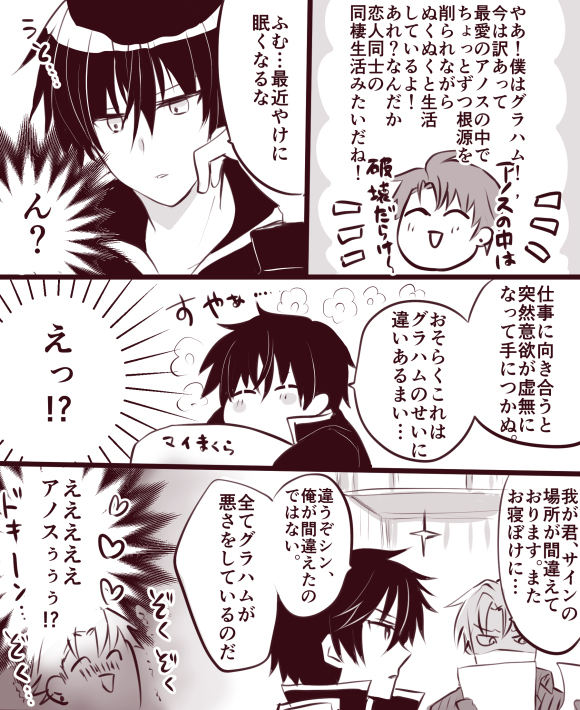 やあ！僕はグラハム！
今は訳あって
最愛のアノスの中で
ちょっとずつ根源を
削られながら
ぬくぬくと生活
しているよ！
あれ？なんだか
恋人同士の
同棲生活みたいだね！
アノスの中は
破壊だらけ〜
ふむ…最近やけに
眠くなるな
うと…
ん？
仕事に向き合うと
突然意欲が虚無に
なって手につかぬ。
おそらくこれは
グラハムのせいに
違いあるまい…
すやぁ…
マイまくら
えっ！？
我が君、サインの
場所が間違えて
おります。また
お寝ぼけに…
違うぞシン、
俺が間違えたの
ではない。
全てグラハムが
悪さをしているのだ
ええええぇ
アノスぅぅぅ！？
ドキーン…
ぞくぞく
ぞくぞく…